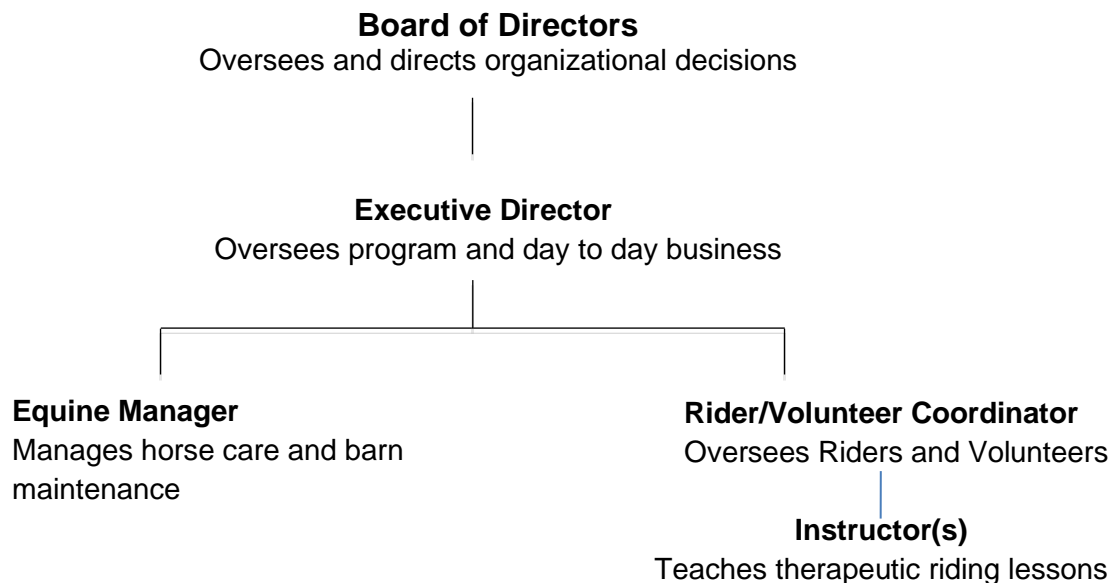 Board of Directors
Oversees and directs organizational decisions
Executive Director
Oversees program and day to day business
Equine Manager
Manages horse care and barn
maintenance
Rider/Volunteer Coordinator
Oversees Riders and Volunteers
Instructor(s)
Teaches therapeutic riding lessons